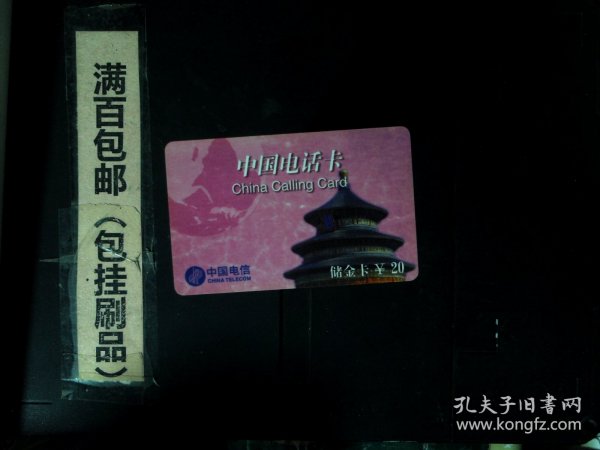 满百包邮（包挂刷品）
中国电话卡
China Calling Card
中国电信
CHINA TELECOM
储金卡 ¥ 20
孔夫子旧书网
www.kongfz.com